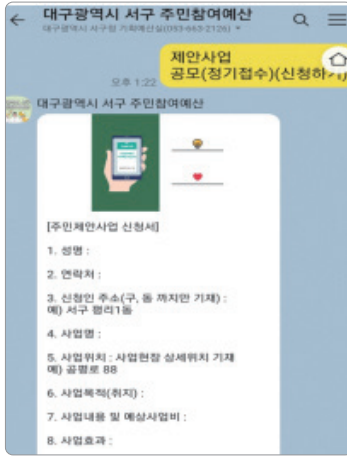 대구광역시 서구 주민참여예산
대구광역시 서구청 기획예산실(053-663-2126)
제안사업
공모(정기접수)(신청하기)
오후 1:22
대구광역시 서구 주민참여예산
[주민제안사업 신청서]
1. 성명 :
2. 연락처 :
3. 신청인 주소(구, 동 까지만 기재) :
예) 서구 평리1동
4. 사업명 :
5. 사업위치 : 사업현장 상세위치 기재
예) 공평로 88
6. 사업목적(취지) :
7. 사업내용 및 예상사업비 :
8. 사업효과 :